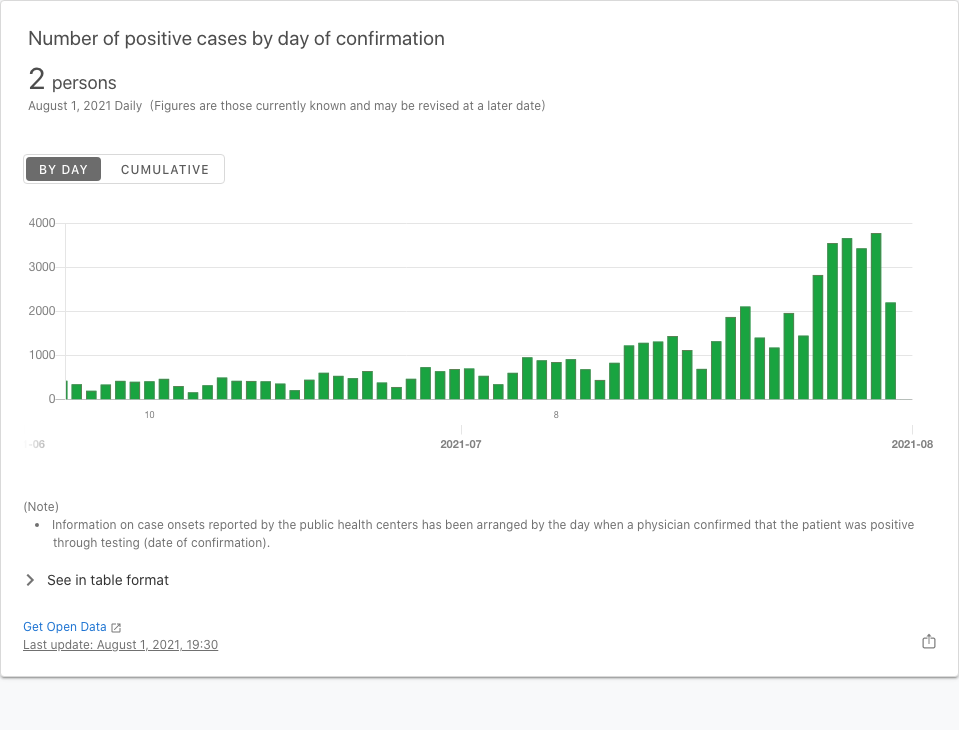 Number of positive cases by day of confirmation
2 persons
August 1, 2021 Daily (Figures are those currently known and may be revised at a later date)
BY DAY CUMULATIVE
4000
3000
2000
1000
0
10 8
-06 2021-07 2021-08
(Note)
• Information on case onsets reported by the public health centers has been arranged by the day when a physician confirmed that the patient was positive
through testing (date of confirmation).
See in table format
Get Open Data
Last update: August 1, 2021, 19:30